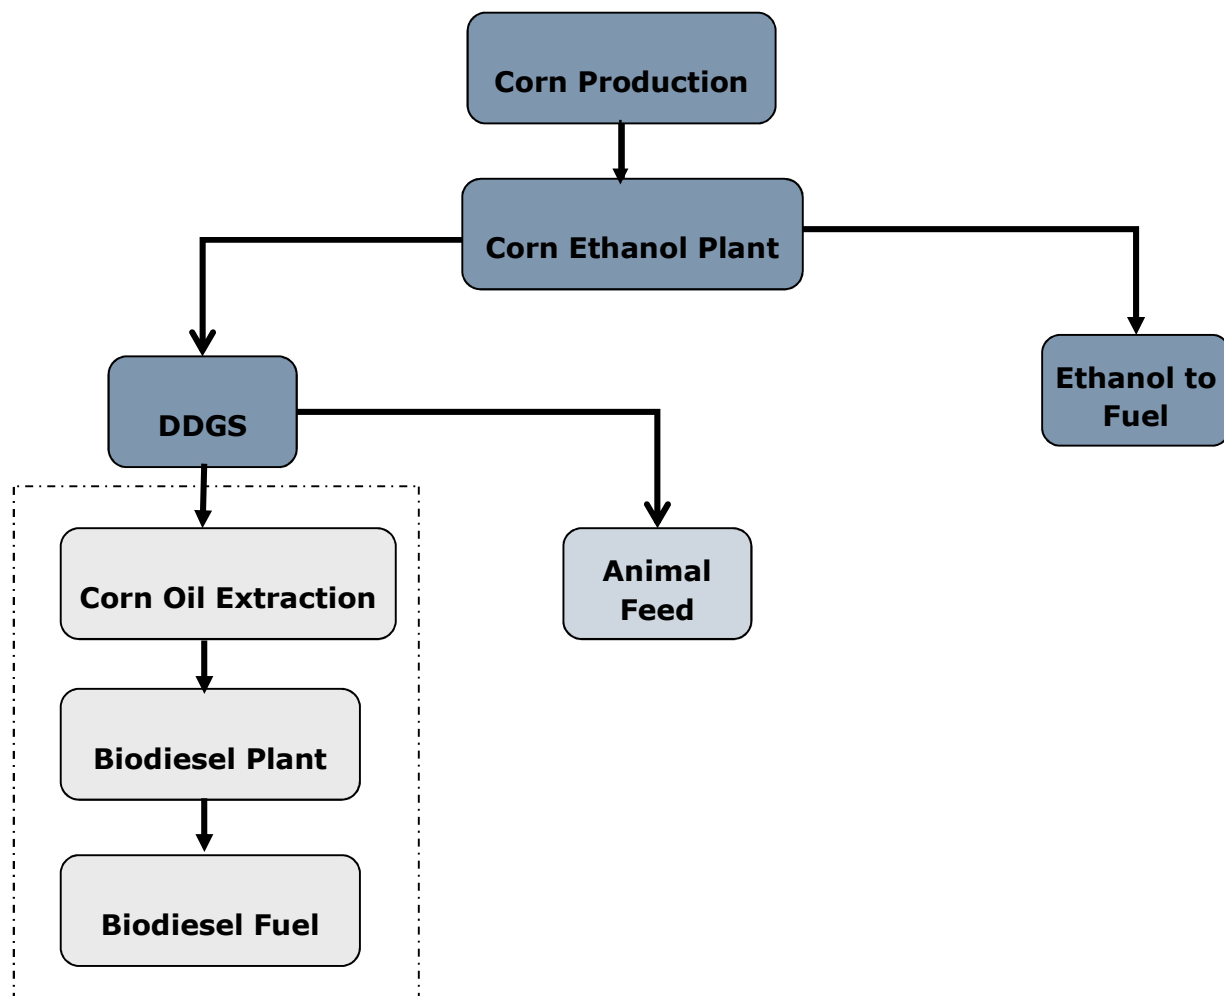 Corn Production
Corn Ethanol Plant
Ethanol to
Fuel
DDGS
Animal
Feed
Corn Oil Extraction
Biodiesel Plant
Biodiesel Fuel